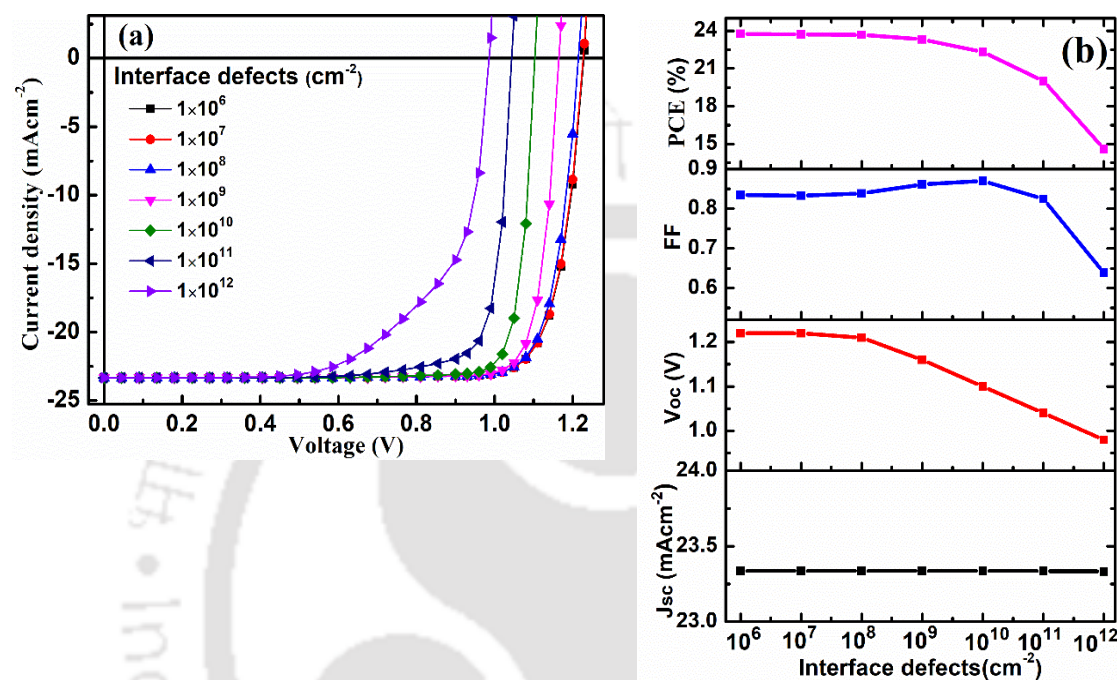 (a)
Interface defects (cm⁻²)
1×10⁶
1×10⁷
1×10⁸
1×10⁹
1×10¹⁰
1×10¹¹
1×10¹²
Current density (mAcm⁻²)
0
-5
-10
-15
-20
-25
0.0 0.2 0.4 0.6 0.8 1.0 1.2
Voltage (V)
(b)
PCE (%)
24
21
18
15
0.9
FF
0.8
0.7
0.6
Voc (V)
1.2
1.1
1.0
24.0
Jsc (mAcm⁻²)
23.5
23.0
10⁶ 10⁷ 10⁸ 10⁹ 10¹⁰ 10¹¹ 10¹²
Interface defects(cm⁻²)